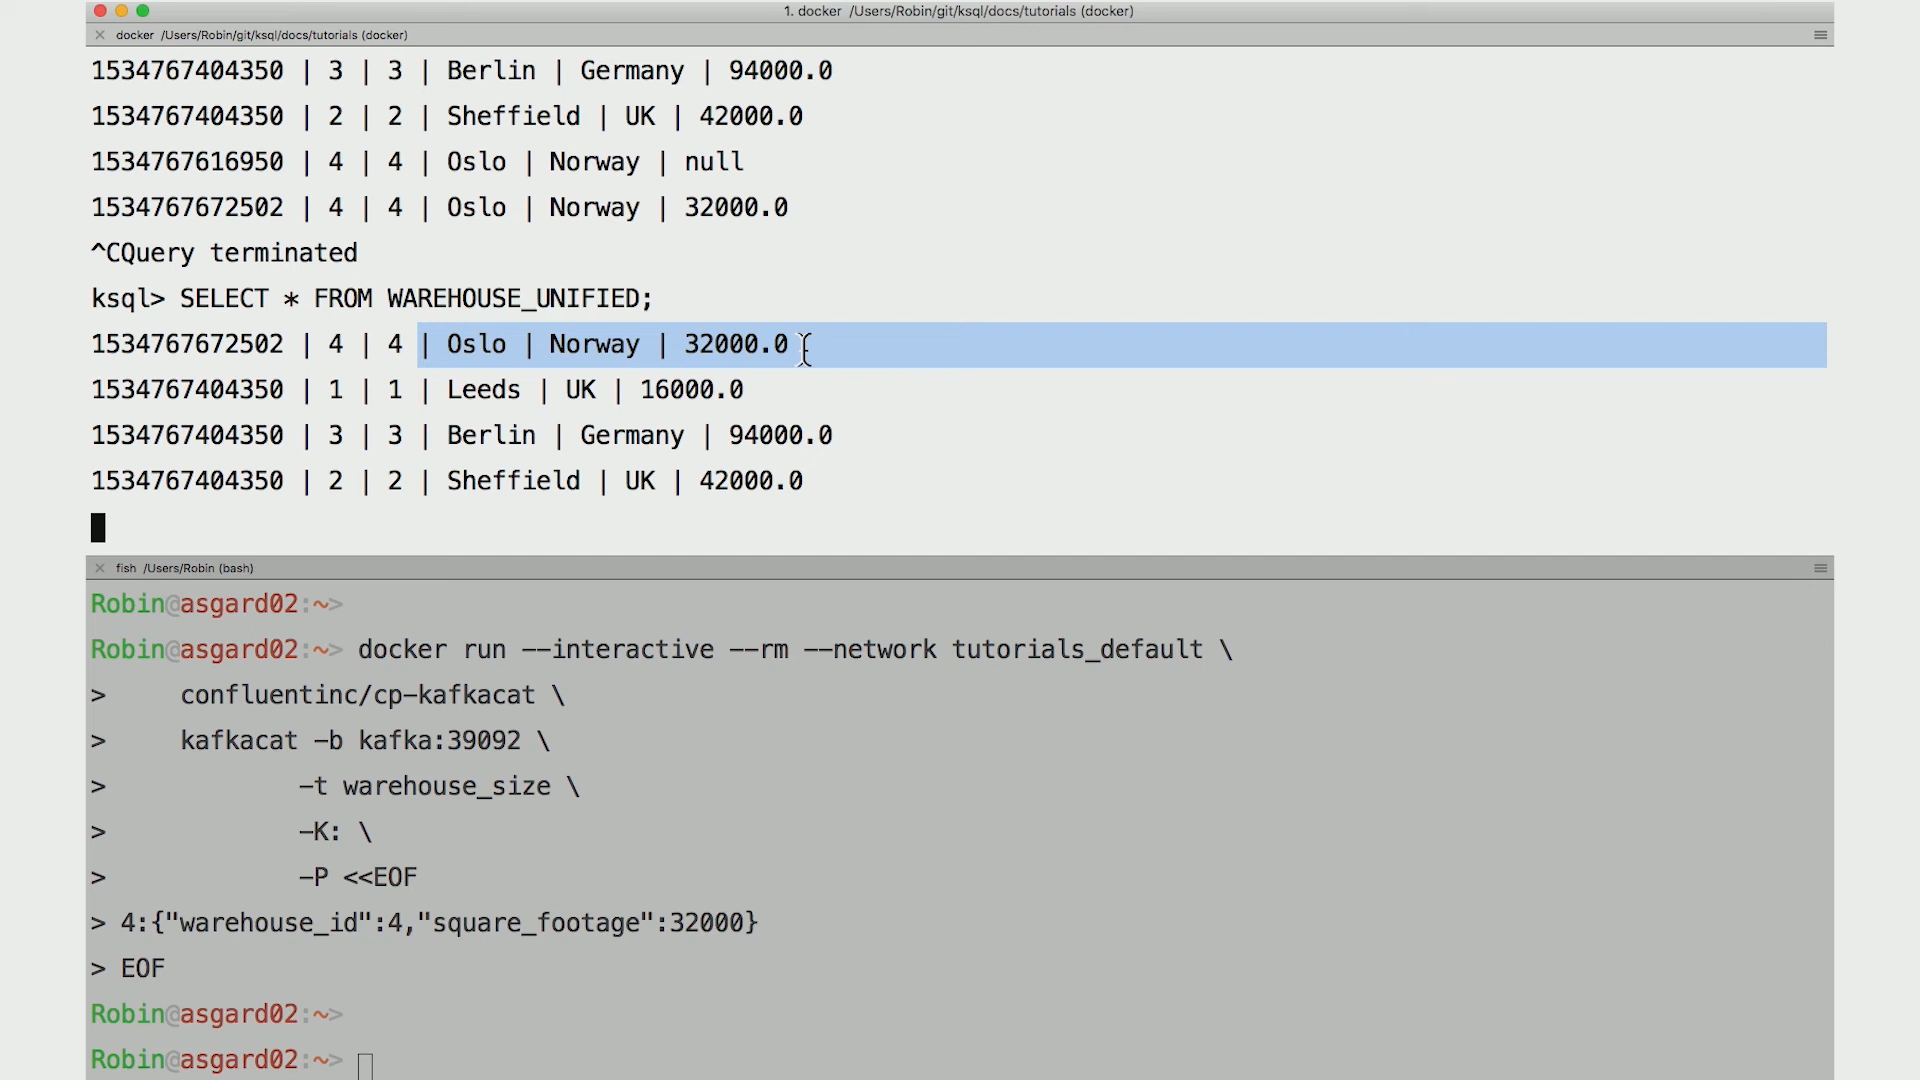 1. docker /Users/Robin/git/ksql/docs/tutorials (docker)
docker /Users/Robin/git/ksql/docs/tutorials (docker)
1534767404350 | 3 | 3 | Berlin | Germany | 94000.0
1534767404350 | 2 | 2 | Sheffield | UK | 42000.0
1534767616950 | 4 | 4 | Oslo | Norway | null
1534767672502 | 4 | 4 | Oslo | Norway | 32000.0
^CQuery terminated
ksql> SELECT * FROM WAREHOUSE_UNIFIED;
1534767672502 | 4 | 4 | Oslo | Norway | 32000.0
1534767404350 | 1 | 1 | Leeds | UK | 16000.0
1534767404350 | 3 | 3 | Berlin | Germany | 94000.0
1534767404350 | 2 | 2 | Sheffield | UK | 42000.0
fish /Users/Robin (bash)
Robin@asgard02:~>
Robin@asgard02:~> docker run --interactive --rm --network tutorials_default \
>     confluentinc/cp-kafkacat \
>     kafkacat -b kafka:39092 \
>             -t warehouse_size \
>             -K: \
>             -P <<EOF
> 4:{"warehouse_id":4,"square_footage":32000}
> EOF
Robin@asgard02:~>
Robin@asgard02:~>